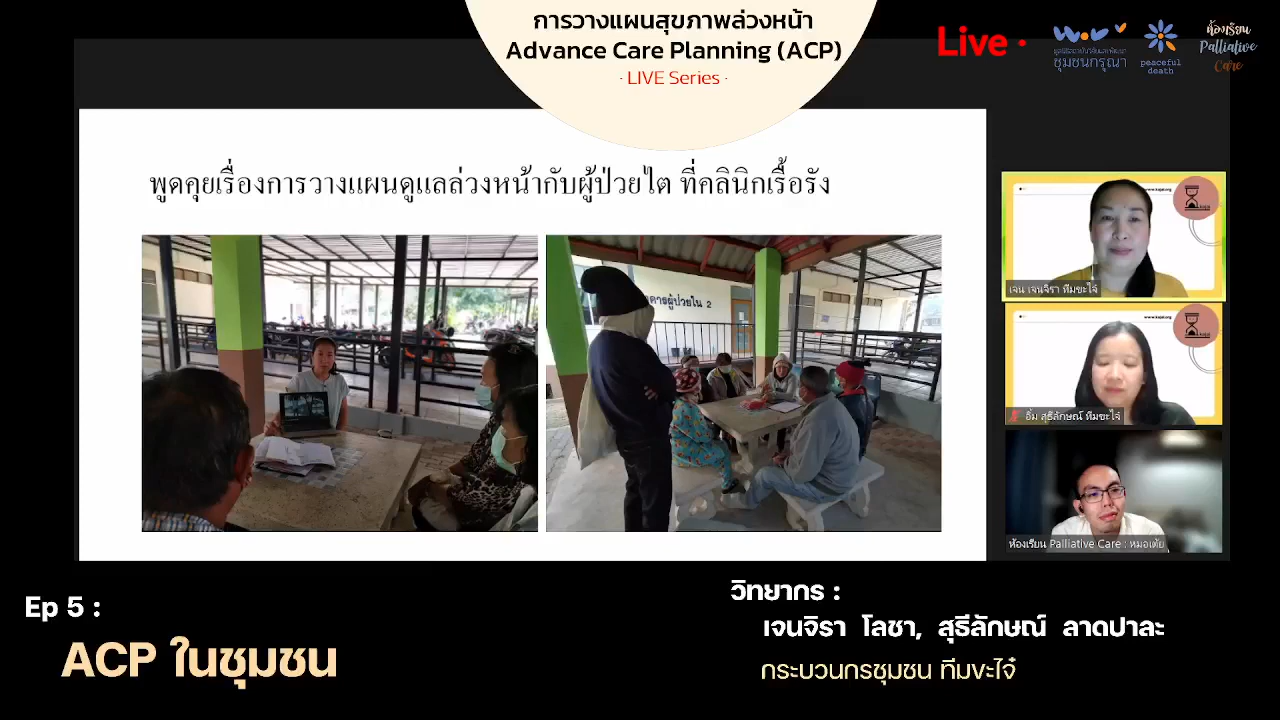 การวางแผนสุขภาพล่วงหน้า
Advance Care Planning (ACP)
· LIVE Series ·
Live ·
ชุมชนกรุณา
peaceful
death
ห้องเรียน
Palliative
Care
พูดคุยเรื่องการวางแผนดูแลล่วงหน้ากับผู้ป่วยไต ที่คลินิกเรื้อรัง
ผู้ป่วยใน 2
เจน เจนจิรา ทีมขะไจ๋
อิ๋ม สุธีลักษณ์ ทีมขะไจ๋
ห้องเรียน Palliative Care : หมอเต้ย
Ep 5 :
ACP ในชุมชน
วิทยากร :
เจนจิรา โลชา, สุธีลักษณ์ ลาดปาละ
กระบวนกรชุมชน ทีมขะไจ๋